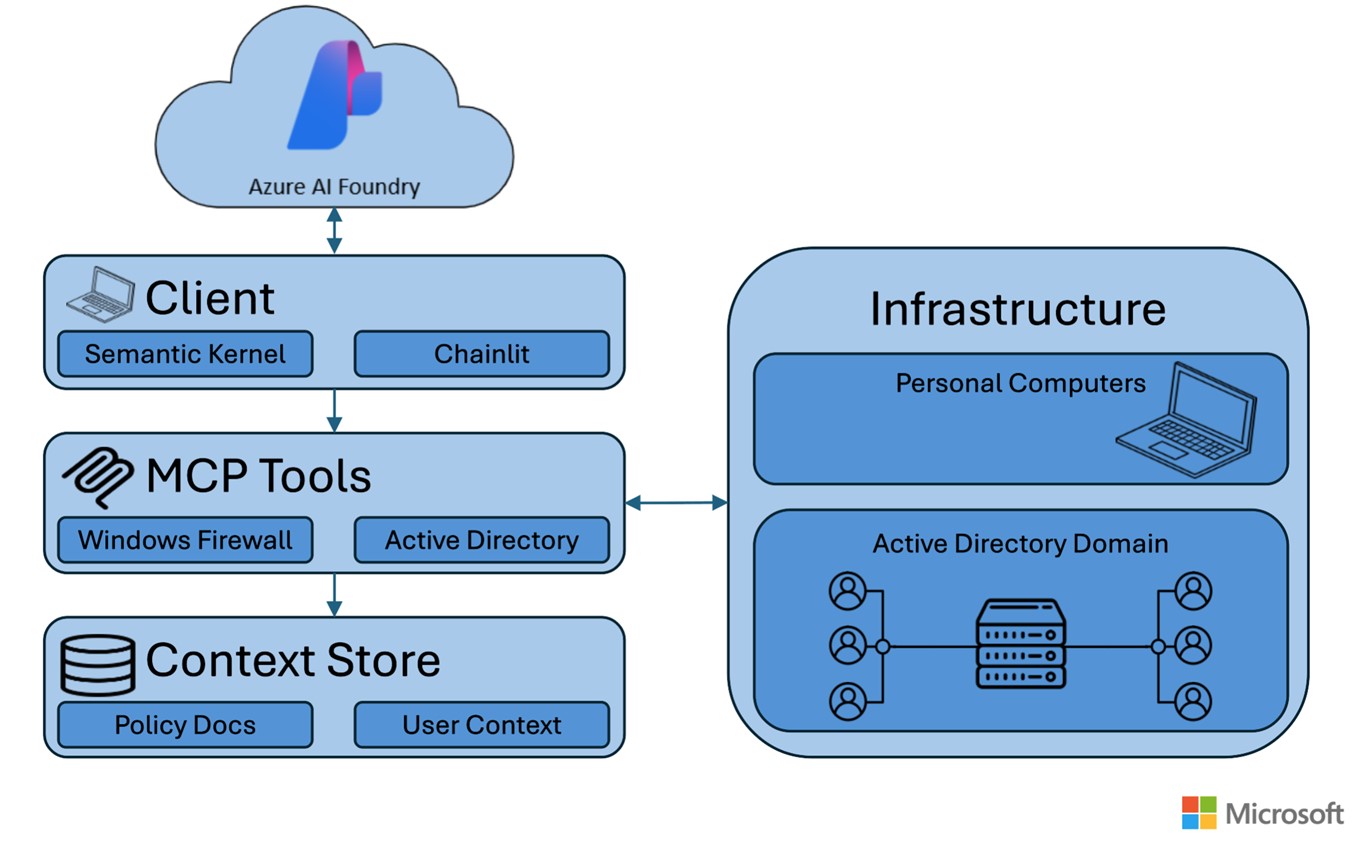 Azure AI Foundry
Client
Semantic Kernel
Chainlit
MCP Tools
Windows Firewall
Active Directory
Context Store
Policy Docs
User Context
Infrastructure
Personal Computers
Active Directory Domain
Microsoft